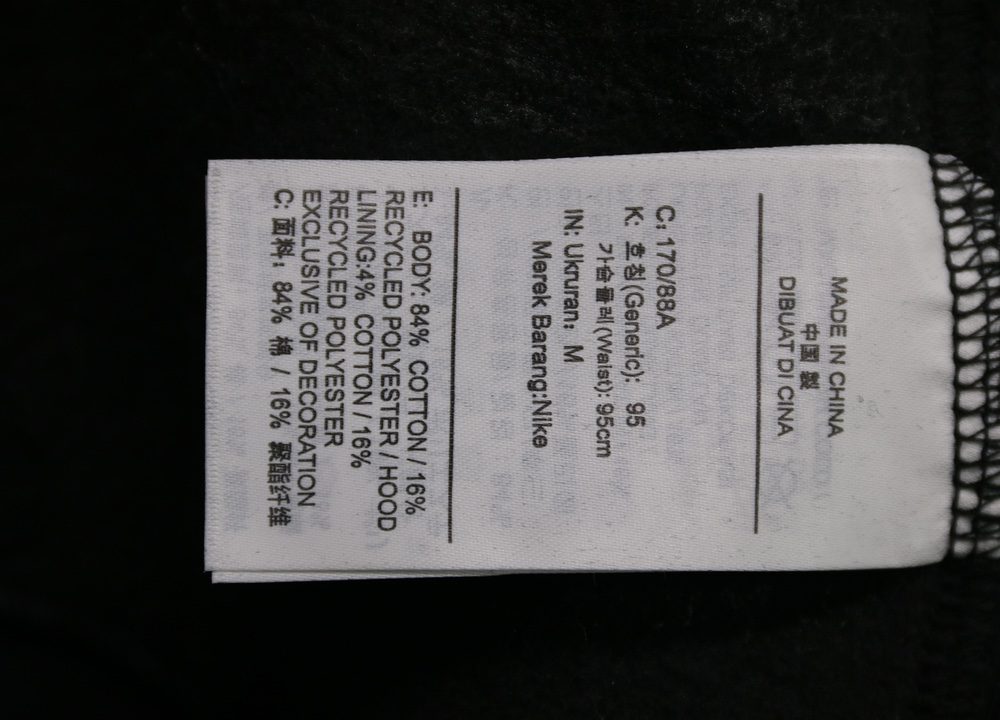 MADE IN CHINA
中国 製
DIBUAT DI CINA
C: 170/88A
K: 호칭(Generic): 95
가슴둘레(Waist): 95cm
IN: Ukruran: M
Merek Barang:Nike
E: BODY: 84% COTTON / 16%
RECYCLED POLYESTER / HOOD
LINING:4% COTTON / 16%
RECYCLED POLYESTER
EXCLUSIVE OF DECORATION
C: 面料: 84% 棉 / 16% 聚酯纤维